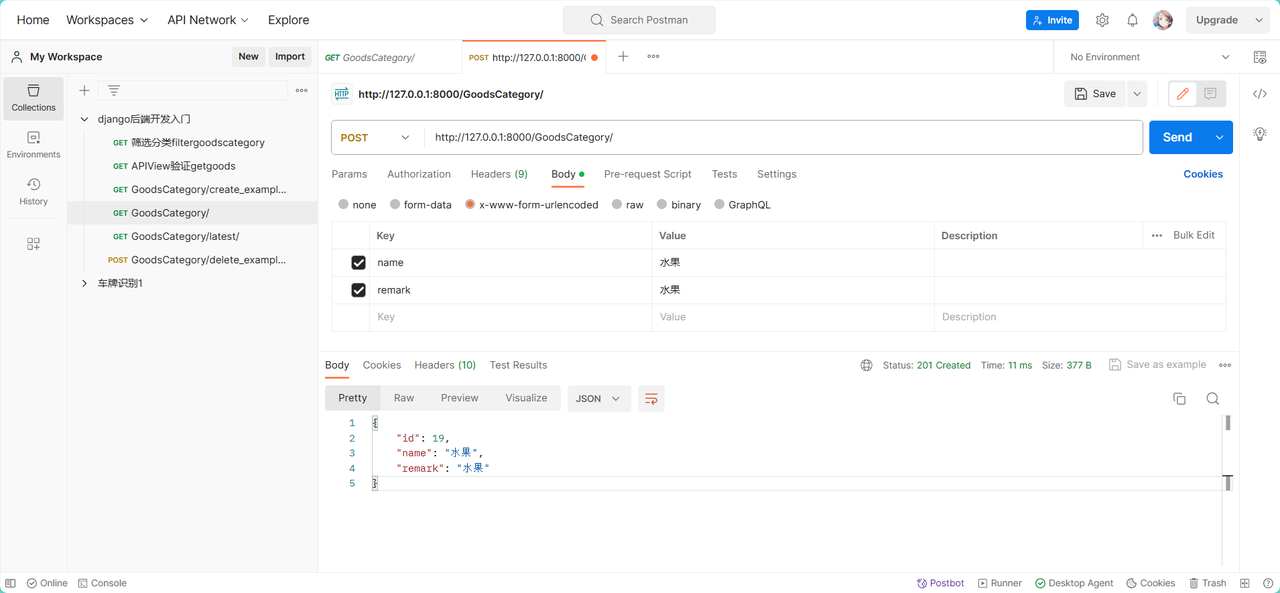 Home Workspaces API Network Explore Search Postman Invite Upgrade
My Workspace New Import GET GoodsCategory/ POST http://127.0.0.1:8000/( No Environment
Collections
Environments
History
django后端开发入门
GET 筛选分类filtergoodscategory
GET APIView验证getgoods
GET GoodsCategory/create_exampl...
GET GoodsCategory/
GET GoodsCategory/latest/
POST GoodsCategory/delete_exampl...
车牌识别1
HTTP http://127.0.0.1:8000/GoodsCategory/ Save
POST http://127.0.0.1:8000/GoodsCategory/ Send
Params Authorization Headers (9) Body Pre-request Script Tests Settings Cookies
none form-data x-www-form-urlencoded raw binary GraphQL
Key Value Description Bulk Edit
name 水果
remark 水果
Key Value Description
Body Cookies Headers (10) Test Results Status: 201 Created Time: 11 ms Size: 377 B Save as example
Pretty Raw Preview Visualize JSON
1 {
2 "id": 19,
3 "name": "水果",
4 "remark": "水果"
5 }
Online Console Postbot Runner Desktop Agent Cookies Trash